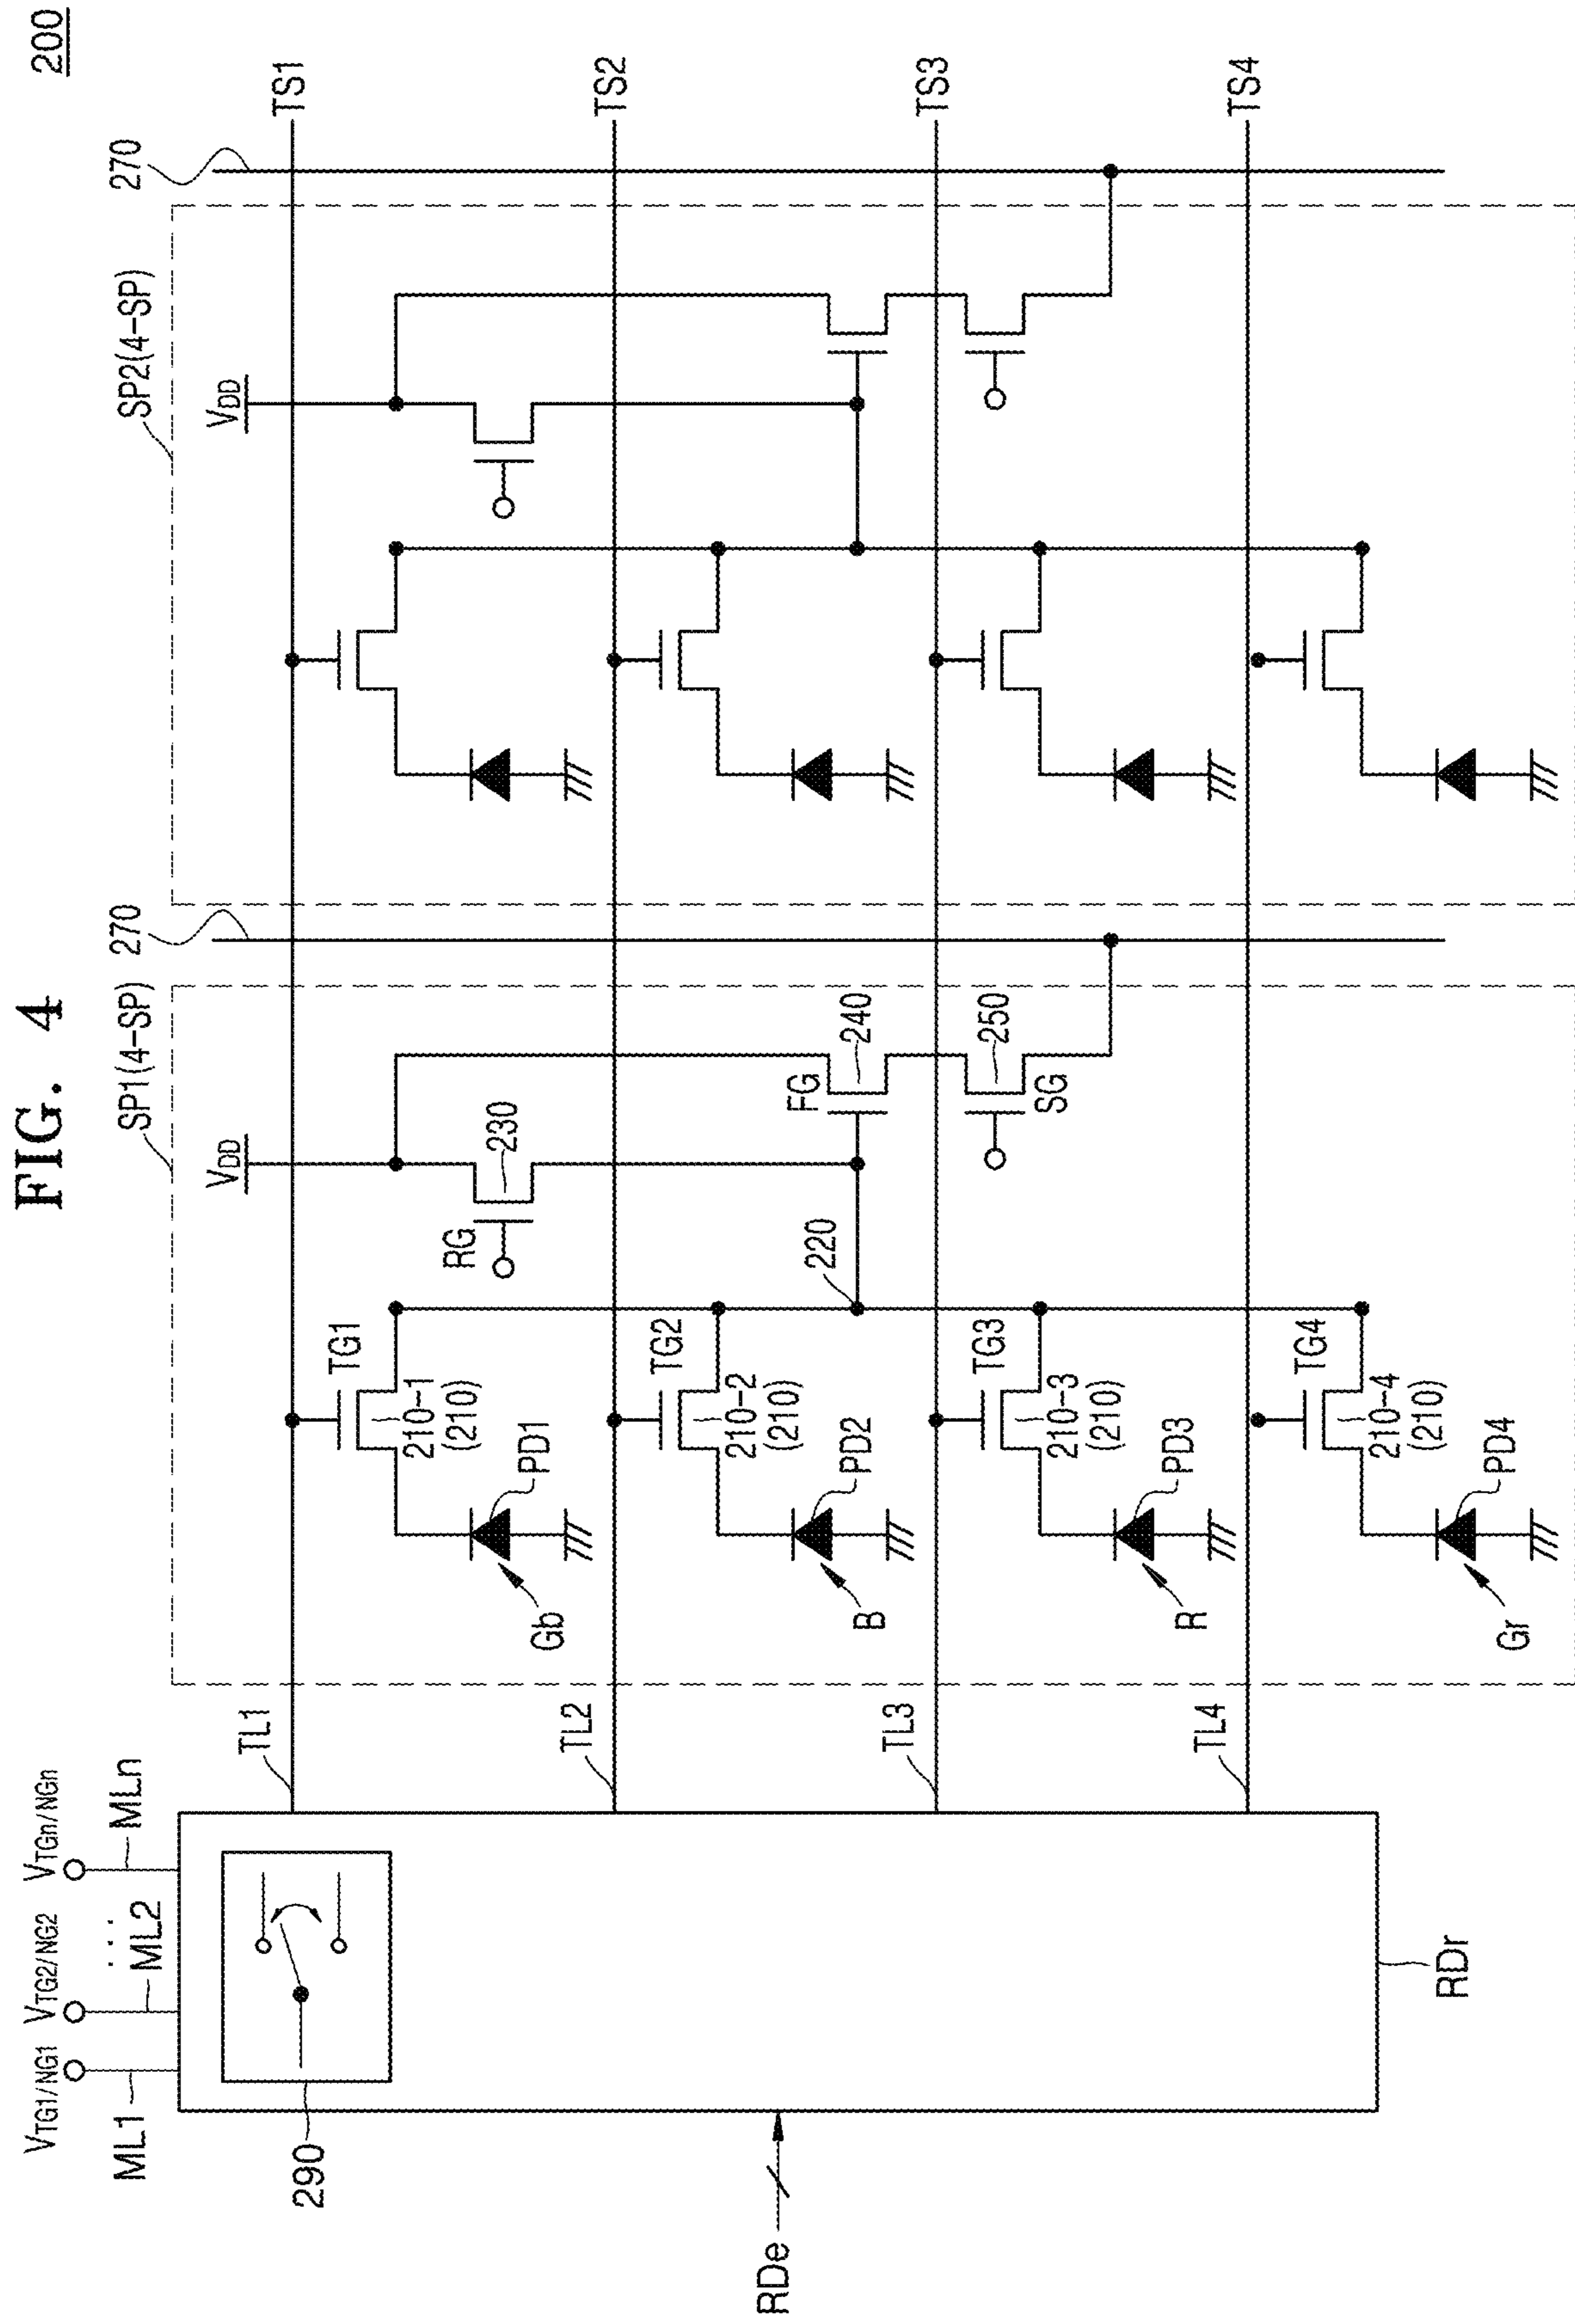 FIG. 4
200
VTG1/NG1 VTG2/NG2 VTGn/NGn
ML1 ML2 ... MLn
290
RDe
RDr
TL1
TL2
TL3
TL4
SP1(4-SP)
VDD
270
RG
230
220
FG
240
SG
250
TG1
210-1
(210)
PD1
Gb
TG2
210-2
(210)
PD2
B
TG3
210-3
(210)
PD3
R
TG4
210-4
(210)
PD4
Gr
SP2(4-SP)
VDD
270
TS1
TS2
TS3
TS4